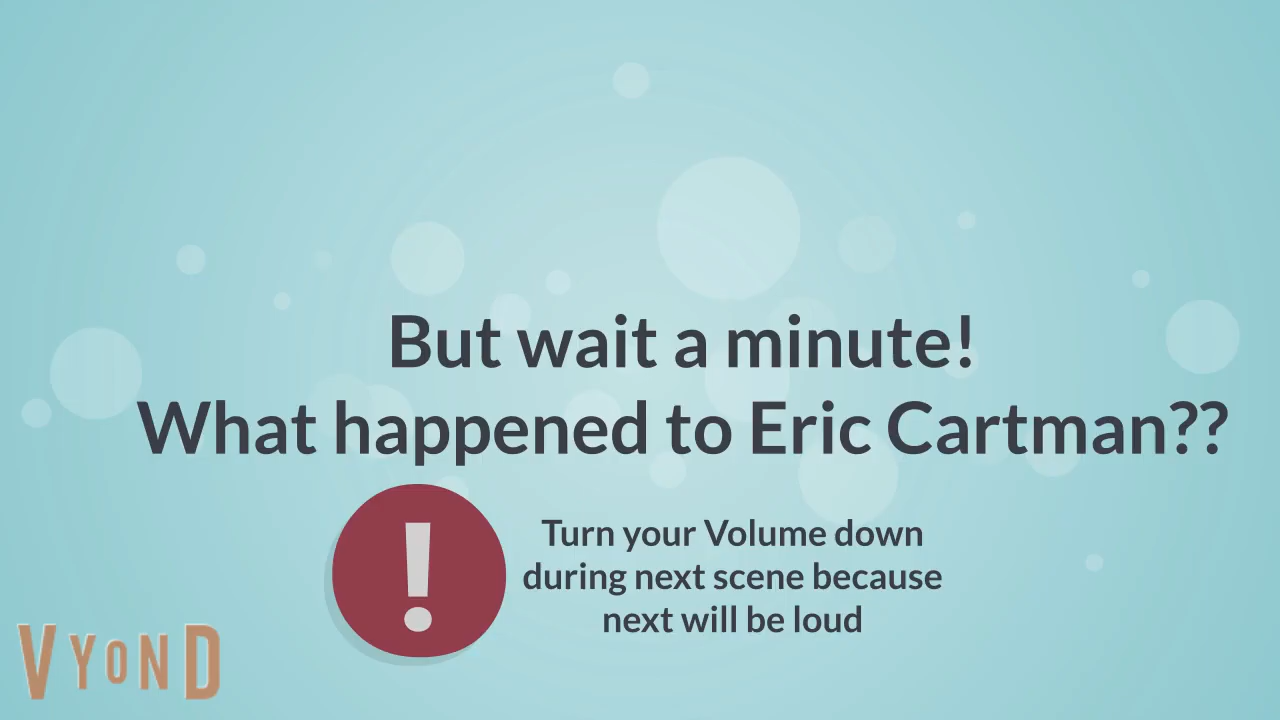 But wait a minute!
What happened to Eric Cartman??
!
Turn your Volume down
during next scene because
next will be loud
VYonD